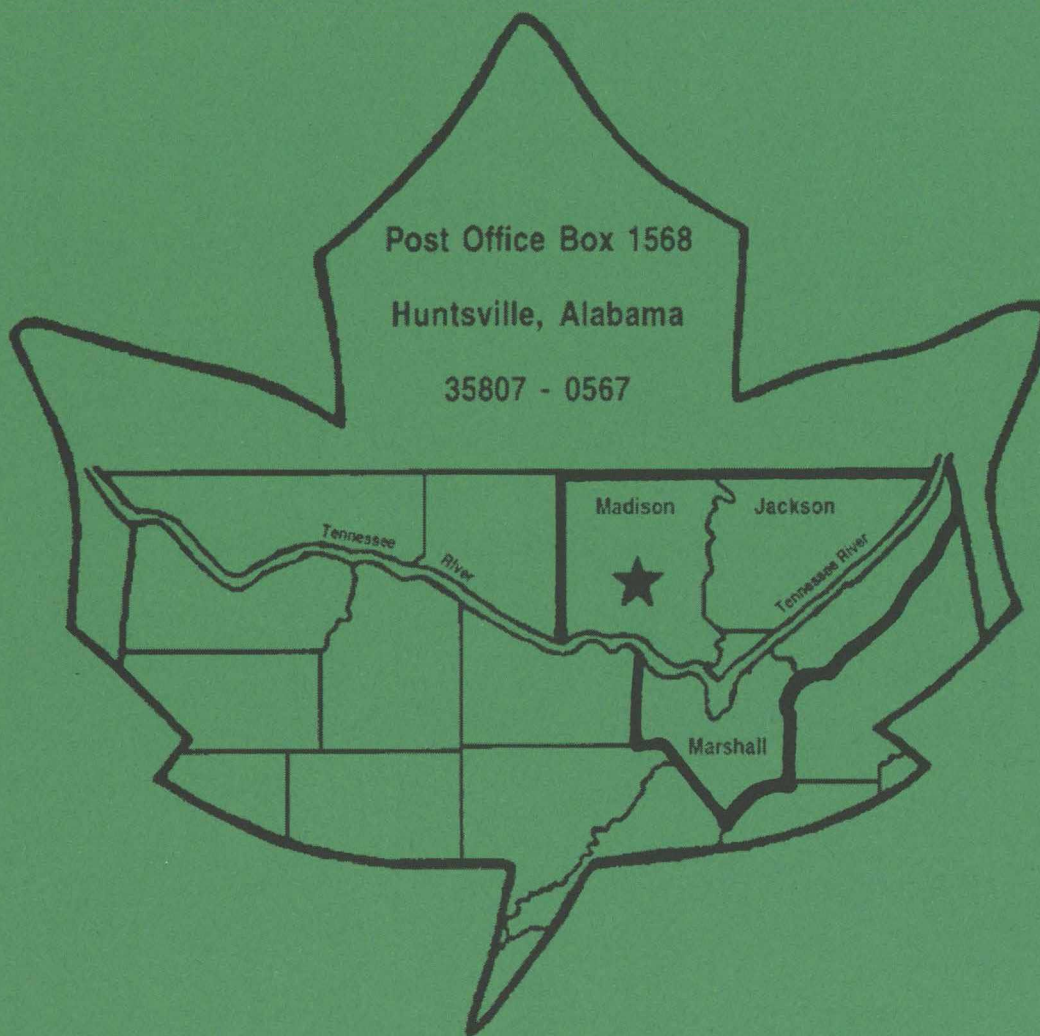 Post Office Box 1568
Huntsville, Alabama
35807 - 0567
Madison
Jackson
Tennessee
River
Tennessee River
Marshall